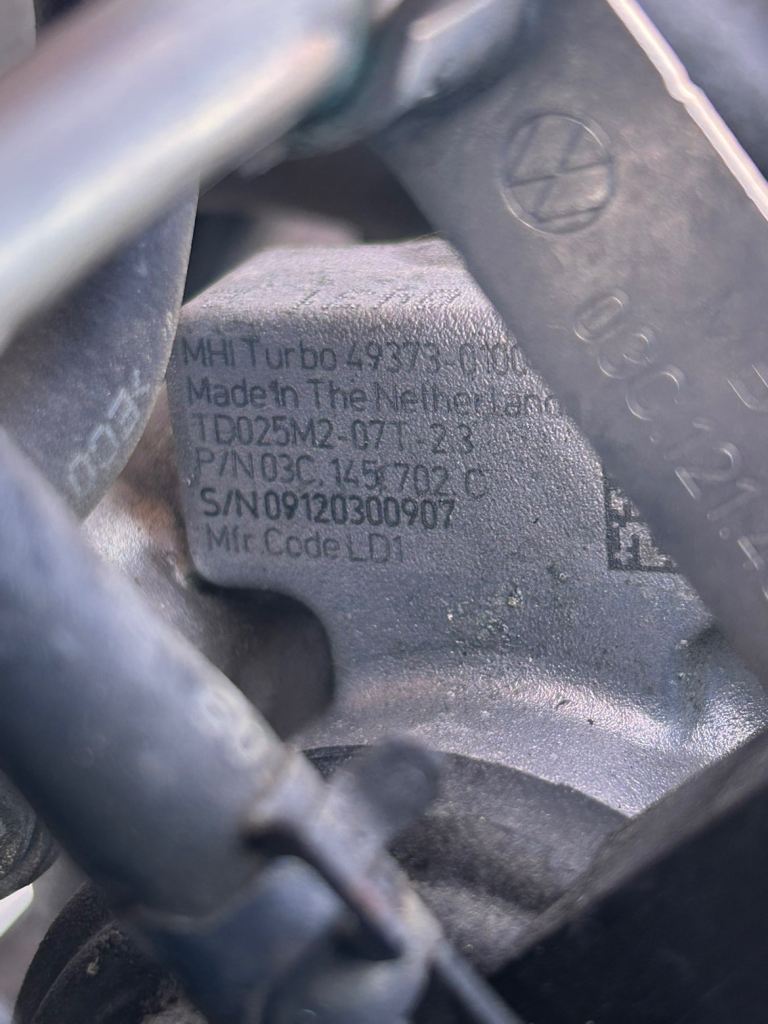 MHI Turbo 49373-0100
Made in The Netherland
TD025M2-07T-2.3
P/N 03C.145.702 C
S/N 09120300907
Mfr Code LD1
03C.121.4